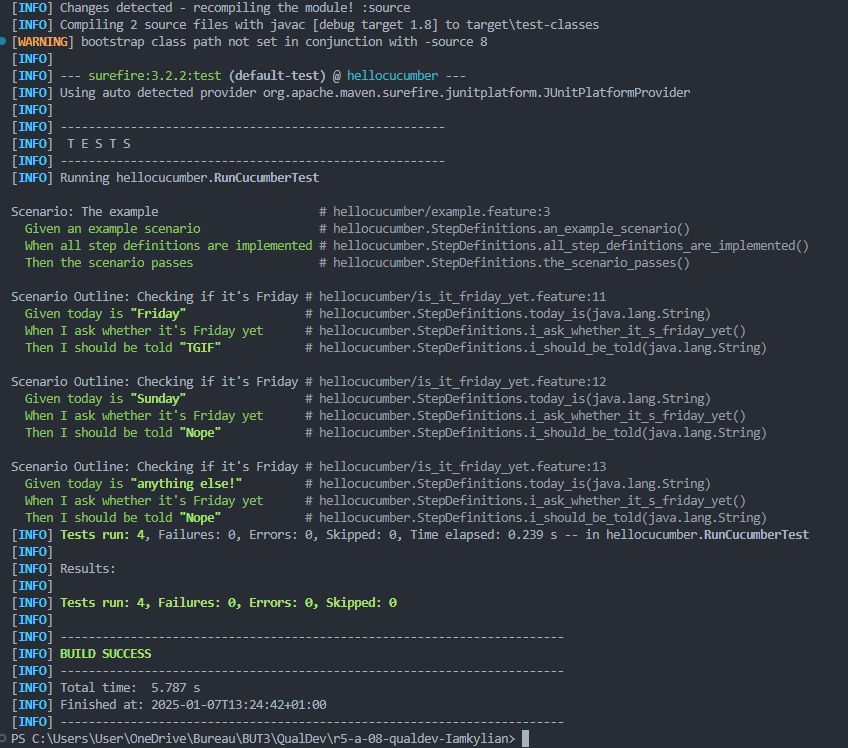 [INFO] Changes detected - recompiling the module! :source
[INFO] Compiling 2 source files with javac [debug target 1.8] to target\test-classes
[WARNING] bootstrap class path not set in conjunction with -source 8
[INFO]
[INFO] --- surefire:3.2.2:test (default-test) @ hellocucumber ---
[INFO] Using auto detected provider org.apache.maven.surefire.junitplatform.JUnitPlatformProvider
[INFO]
[INFO] -------------------------------------------------------
[INFO]  T E S T S
[INFO] -------------------------------------------------------
[INFO] Running hellocucumber.RunCucumberTest

Scenario: The example                       # hellocucumber/example.feature:3
  Given an example scenario                 # hellocucumber.StepDefinitions.an_example_scenario()
  When all step definitions are implemented # hellocucumber.StepDefinitions.all_step_definitions_are_implemented()
  Then the scenario passes                  # hellocucumber.StepDefinitions.the_scenario_passes()

Scenario Outline: Checking if it's Friday # hellocucumber/is_it_friday_yet.feature:11
  Given today is "Friday"                 # hellocucumber.StepDefinitions.today_is(java.lang.String)
  When I ask whether it's Friday yet      # hellocucumber.StepDefinitions.i_ask_whether_it_s_friday_yet()
  Then I should be told "TGIF"            # hellocucumber.StepDefinitions.i_should_be_told(java.lang.String)

Scenario Outline: Checking if it's Friday # hellocucumber/is_it_friday_yet.feature:12
  Given today is "Sunday"                 # hellocucumber.StepDefinitions.today_is(java.lang.String)
  When I ask whether it's Friday yet      # hellocucumber.StepDefinitions.i_ask_whether_it_s_friday_yet()
  Then I should be told "Nope"            # hellocucumber.StepDefinitions.i_should_be_told(java.lang.String)

Scenario Outline: Checking if it's Friday # hellocucumber/is_it_friday_yet.feature:13
  Given today is "anything else!"         # hellocucumber.StepDefinitions.today_is(java.lang.String)
  When I ask whether it's Friday yet      # hellocucumber.StepDefinitions.i_ask_whether_it_s_friday_yet()
  Then I should be told "Nope"            # hellocucumber.StepDefinitions.i_should_be_told(java.lang.String)
[INFO] Tests run: 4, Failures: 0, Errors: 0, Skipped: 0, Time elapsed: 0.239 s -- in hellocucumber.RunCucumberTest
[INFO]
[INFO] Results:
[INFO]
[INFO] Tests run: 4, Failures: 0, Errors: 0, Skipped: 0
[INFO]
[INFO] ------------------------------------------------------------------------
[INFO] BUILD SUCCESS
[INFO] ------------------------------------------------------------------------
[INFO] Total time:  5.787 s
[INFO] Finished at: 2025-01-07T13:24:42+01:00
[INFO] ------------------------------------------------------------------------
PS C:\Users\User\OneDrive\Bureau\BUT3\QualDev\r5-a-08-qualdev-Iamkylian>